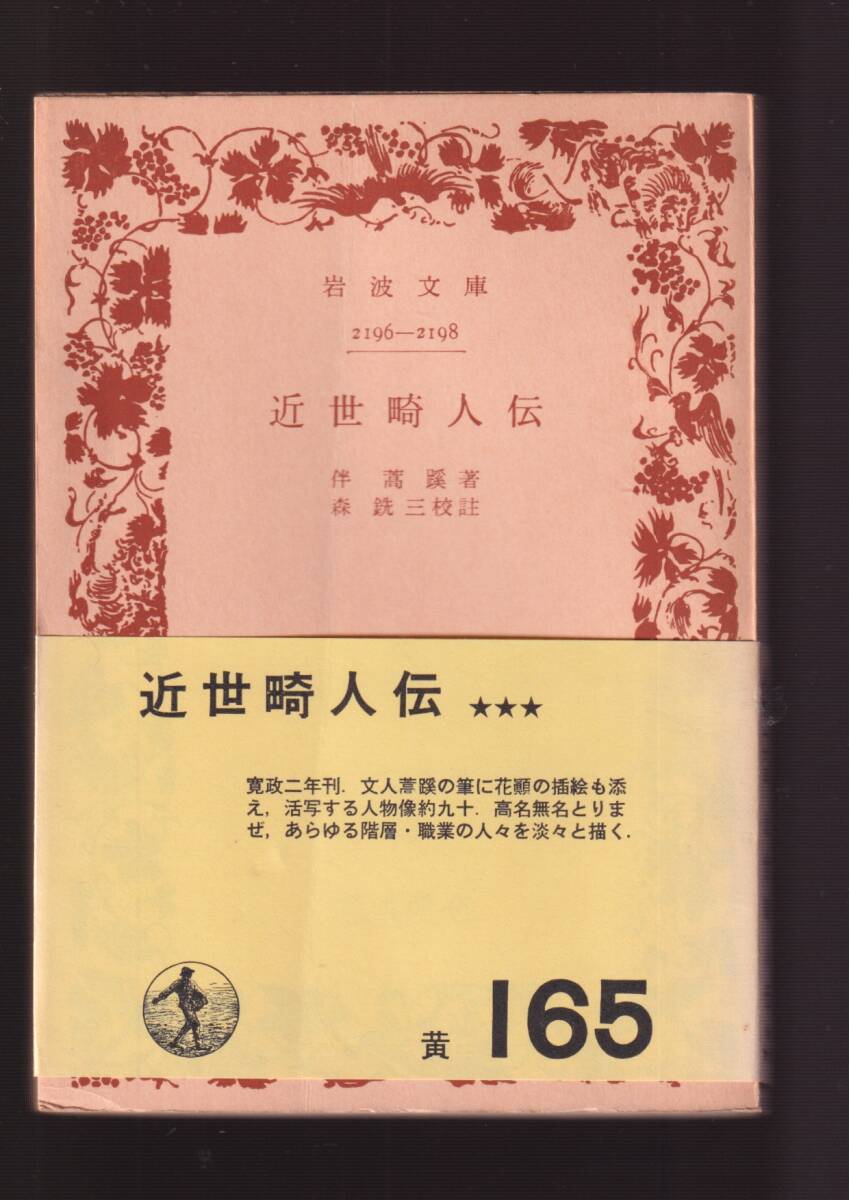 岩波文庫
2196—2198
近世畸人伝
伴蒿蹊著
森銑三校註
近世畸人伝 ★★★
寛政二年刊．文人蒿蹊の筆に花顚の插絵も添
え，活写する人物像約九十．高名無名とりま
ぜ，あらゆる階層・職業の人々を淡々と描く．
黄 165